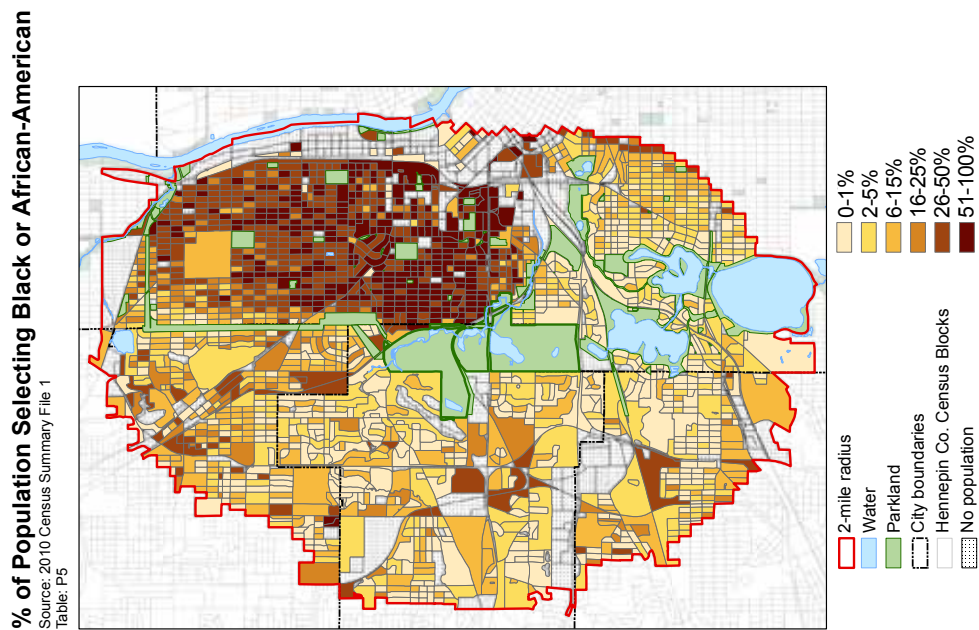 % of Population Selecting Black or African-American
Source: 2010 Census Summary File 1
Table: P5
2-mile radius
Water
Parkland
City boundaries
Hennepin Co. Census Blocks
No population
0-1%
2-5%
6-15%
16-25%
26-50%
51-100%